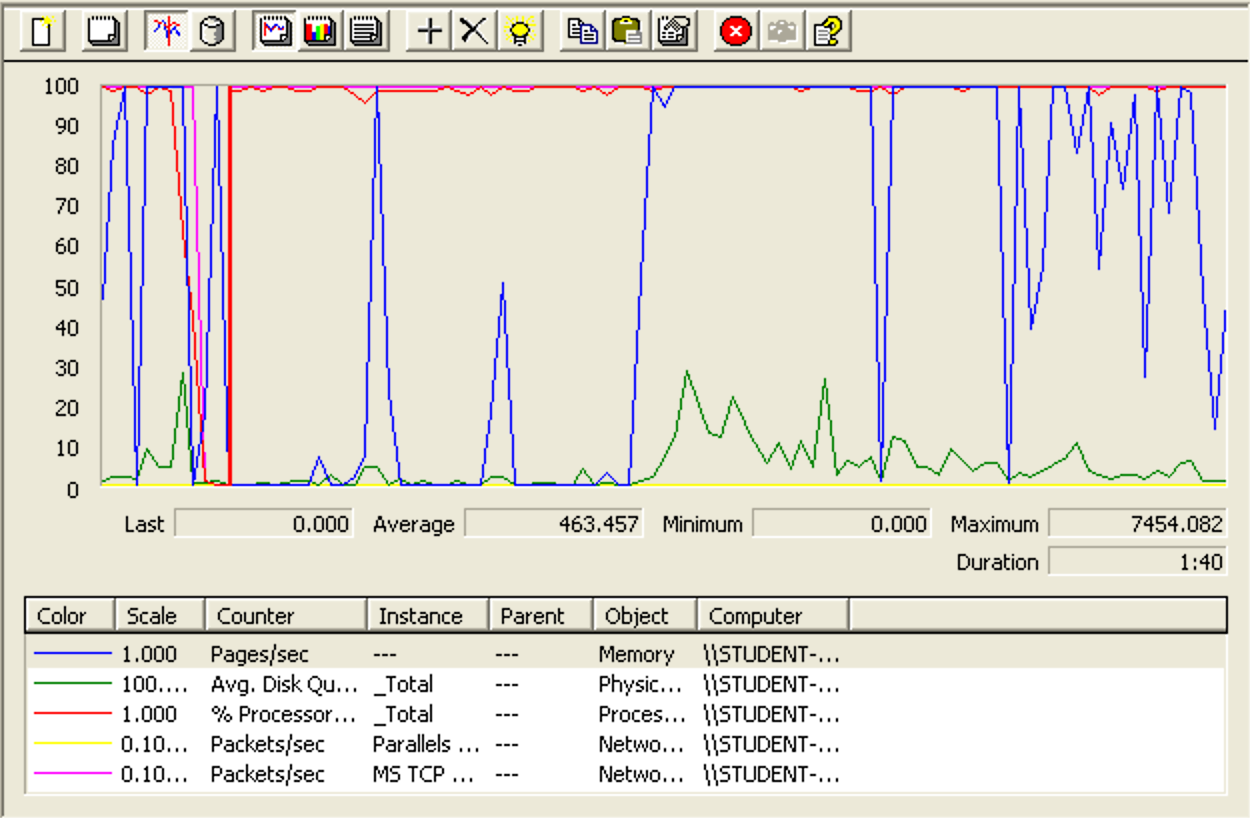 100
90
80
70
60
50
40
30
20
10
0
Last 0.000 Average 463.457 Minimum 0.000 Maximum 7454.082
Duration 1:40
Color Scale Counter Instance Parent Object Computer
1.000 Pages/sec --- --- Memory \\STUDENT-...
100.... Avg. Disk Qu... _Total --- Physic... \\STUDENT-...
1.000 % Processor... _Total --- Proces... \\STUDENT-...
0.10... Packets/sec Parallels ... --- Netwo... \\STUDENT-...
0.10... Packets/sec MS TCP ... --- Netwo... \\STUDENT-...